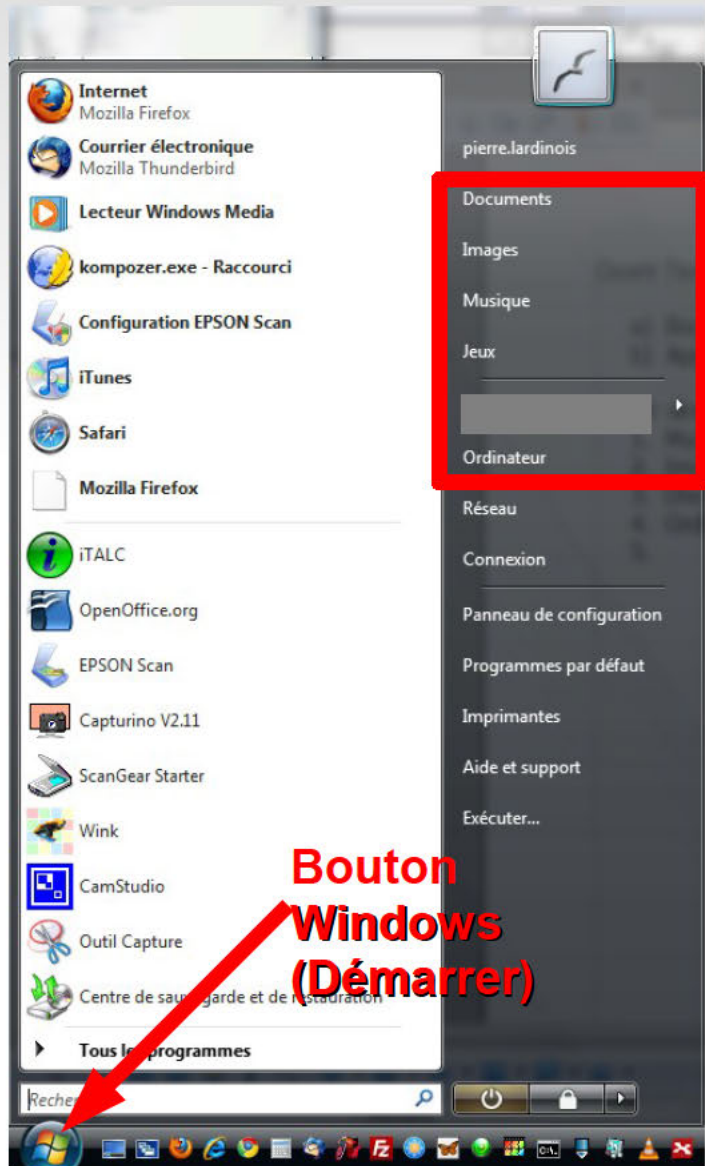 Internet
Mozilla Firefox
Courrier électronique
Mozilla Thunderbird
Lecteur Windows Media
kompozer.exe - Raccourci
Configuration EPSON Scan
iTunes
Safari
Mozilla Firefox
iTALC
OpenOffice.org
EPSON Scan
Capturino V2.11
ScanGear Starter
Wink
CamStudio
Outil Capture
Centre de sauvegarde et de restauration
Tous les programmes
pierre.lardinois
Documents
Images
Musique
Jeux
Ordinateur
Réseau
Connexion
Panneau de configuration
Programmes par défaut
Imprimantes
Aide et support
Exécuter...
Bouton
Windows
(Démarrer)